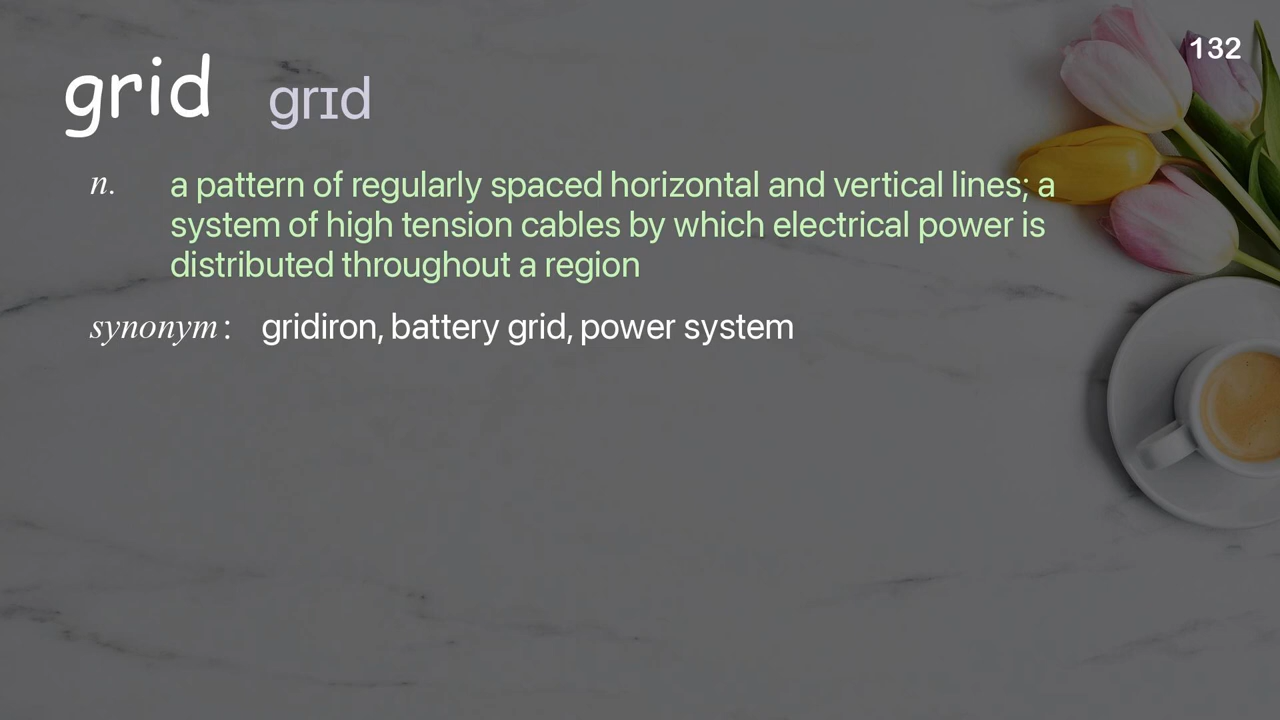 132
grid grɪd
n. a pattern of regularly spaced horizontal and vertical lines; a
system of high tension cables by which electrical power is
distributed throughout a region
synonym: gridiron, battery grid, power system